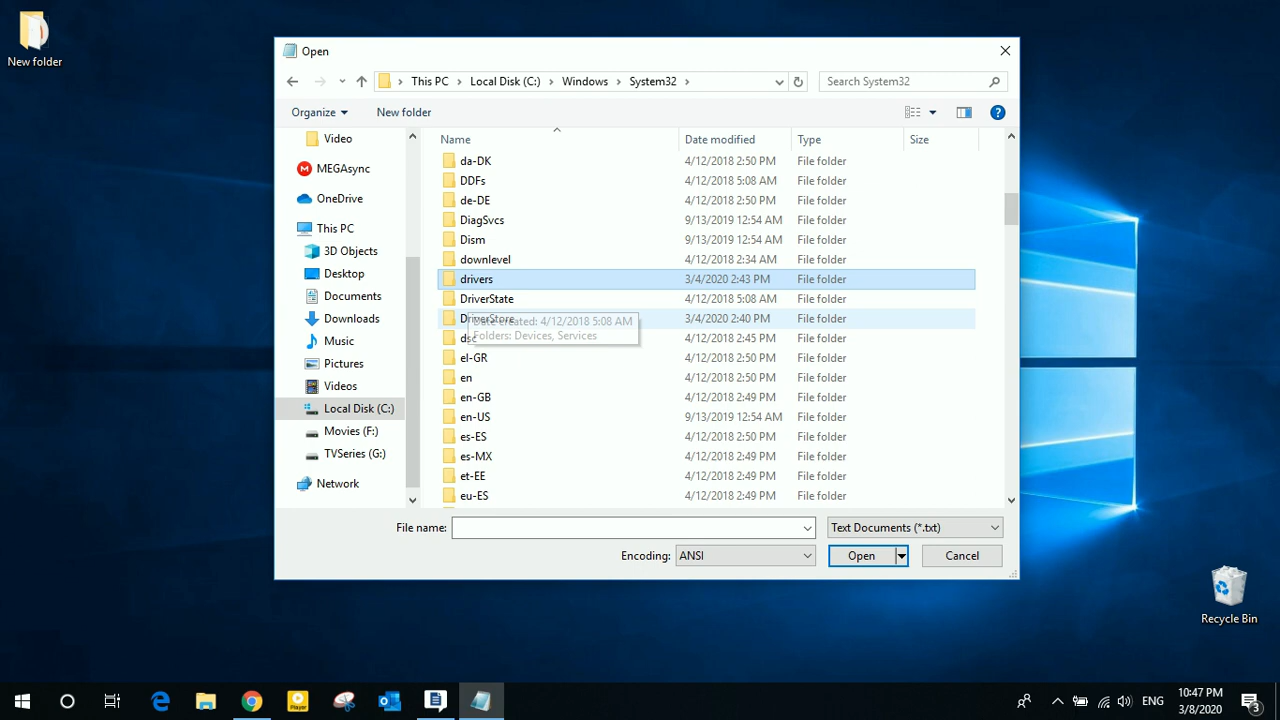 New folder
Open
This PC
Local Disk (C:)
Windows
System32
Search System32
Organize
New folder
Name
Date modified
Type
Size
Video
MEGAsync
OneDrive
This PC
3D Objects
Desktop
Documents
Downloads
Music
Pictures
Videos
Local Disk (C:)
Movies (F:)
TVSeries (G:)
Network
da-DK 4/12/2018 2:50 PM File folder
DDFs 4/12/2018 5:08 AM File folder
de-DE 4/12/2018 2:50 PM File folder
DiagSvcs 9/13/2019 12:54 AM File folder
Dism 9/13/2019 12:54 AM File folder
downlevel 4/12/2018 2:34 AM File folder
drivers 3/4/2020 2:43 PM File folder
DriverState 4/12/2018 5:08 AM File folder
DriverStore 3/4/2020 2:40 PM File folder
Date created: 4/12/2018 5:08 AM
Folders: Devices, Services
dsc 4/12/2018 2:45 PM File folder
el-GR 4/12/2018 2:50 PM File folder
en 4/12/2018 2:50 PM File folder
en-GB 4/12/2018 2:49 PM File folder
en-US 9/13/2019 12:54 AM File folder
es-ES 4/12/2018 2:50 PM File folder
es-MX 4/12/2018 2:49 PM File folder
et-EE 4/12/2018 2:49 PM File folder
eu-ES 4/12/2018 2:49 PM File folder
File name:
Text Documents (*.txt)
Encoding:
ANSI
Open
Cancel
Recycle Bin
Player
ENG
10:47 PM
3/8/2020
3